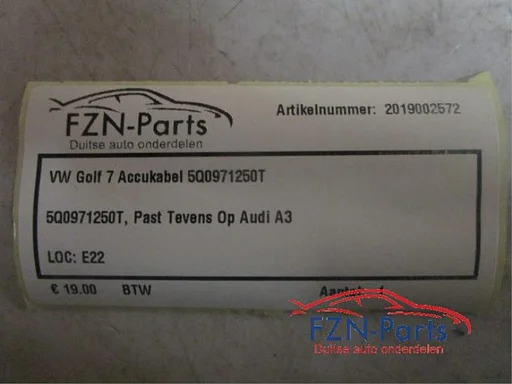 FZN-Parts
Duitse auto onderdelen
Artikelnummer: 2019002572
VW Golf 7 Accukabel 5Q0971250T
5Q0971250T, Past Tevens Op Audi A3
LOC: E22
€ 19.00 BTW
FZN-Parts
Duitse auto onderdelen